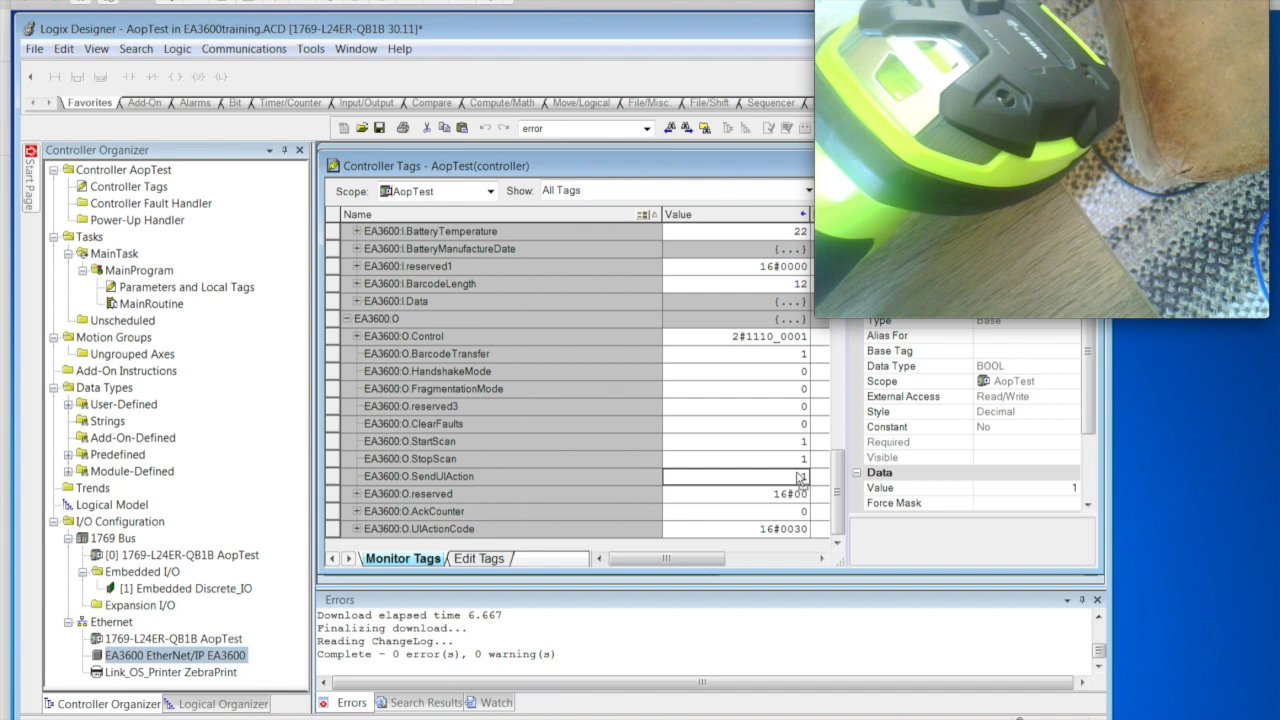 Logix Designer - AopTest in EA3600training.ACD [1769-L24ER-QB1B 30.11]*
File Edit View Search Logic Communications Tools Window Help
Favorites Add-On Alarms Bit Timer/Counter Input/Output Compare Compute/Math Move/Logical File/Misc. File/Shift Sequencer
error
Start Page
Controller Organizer
Controller AopTest
Controller Tags
Controller Fault Handler
Power-Up Handler
Tasks
MainTask
MainProgram
Parameters and Local Tags
MainRoutine
Unscheduled
Motion Groups
Ungrouped Axes
Add-On Instructions
Data Types
User-Defined
Strings
Add-On-Defined
Predefined
Module-Defined
Trends
Logical Model
I/O Configuration
1769 Bus
[0] 1769-L24ER-QB1B AopTest
Embedded I/O
[1] Embedded Discrete_IO
Expansion I/O
Ethernet
1769-L24ER-QB1B AopTest
EA3600 EtherNet/IP EA3600
Link_OS_Printer ZebraPrint
Controller Organizer Logical Organizer
Controller Tags - AopTest(controller)
Scope: AopTest Show: All Tags
Name Value
EA3600:I.BatteryTemperature 22
EA3600:I.BatteryManufactureDate {...}
EA3600:I.reserved1 16#0000
EA3600:I.BarcodeLength 12
EA3600:I.Data {...}
EA3600:O {...}
EA3600:O.Control 2#1110_0001
EA3600:O.BarcodeTransfer 1
EA3600:O.HandshakeMode 0
EA3600:O.FragmentationMode 0
EA3600:O.reserved3 0
EA3600:O.ClearFaults 0
EA3600:O.StartScan 1
EA3600:O.StopScan 1
EA3600:O.SendUIAction 1
EA3600:O.reserved 16#00
EA3600:O.AckCounter 0
EA3600:O.UIActionCode 16#0030
Monitor Tags Edit Tags
ZEBRA
Type Base
Alias For
Base Tag
Data Type BOOL
Scope AopTest
External Access Read/Write
Style Decimal
Constant No
Required
Visible
Data
Value 1
Force Mask
Errors
Download elapsed time 6.667
Finalizing download...
Reading ChangeLog...
Complete - 0 error(s), 0 warning(s)
Errors Search Results Watch